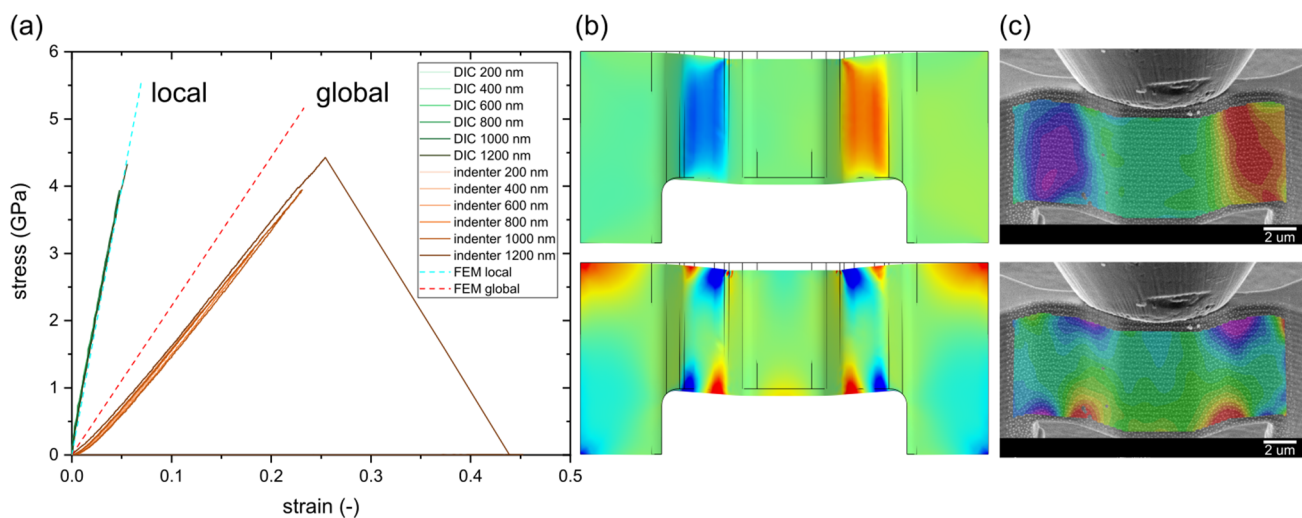 (a)
(b)
(c)
6
5
4
3
2
1
0
stress (GPa)
local
global
DIC 200 nm
DIC 400 nm
DIC 600 nm
DIC 800 nm
DIC 1000 nm
DIC 1200 nm
indenter 200 nm
indenter 400 nm
indenter 600 nm
indenter 800 nm
indenter 1000 nm
indenter 1200 nm
FEM local
FEM global
0.0 0.1 0.2 0.3 0.4 0.5
strain (-)
2 um
2 um